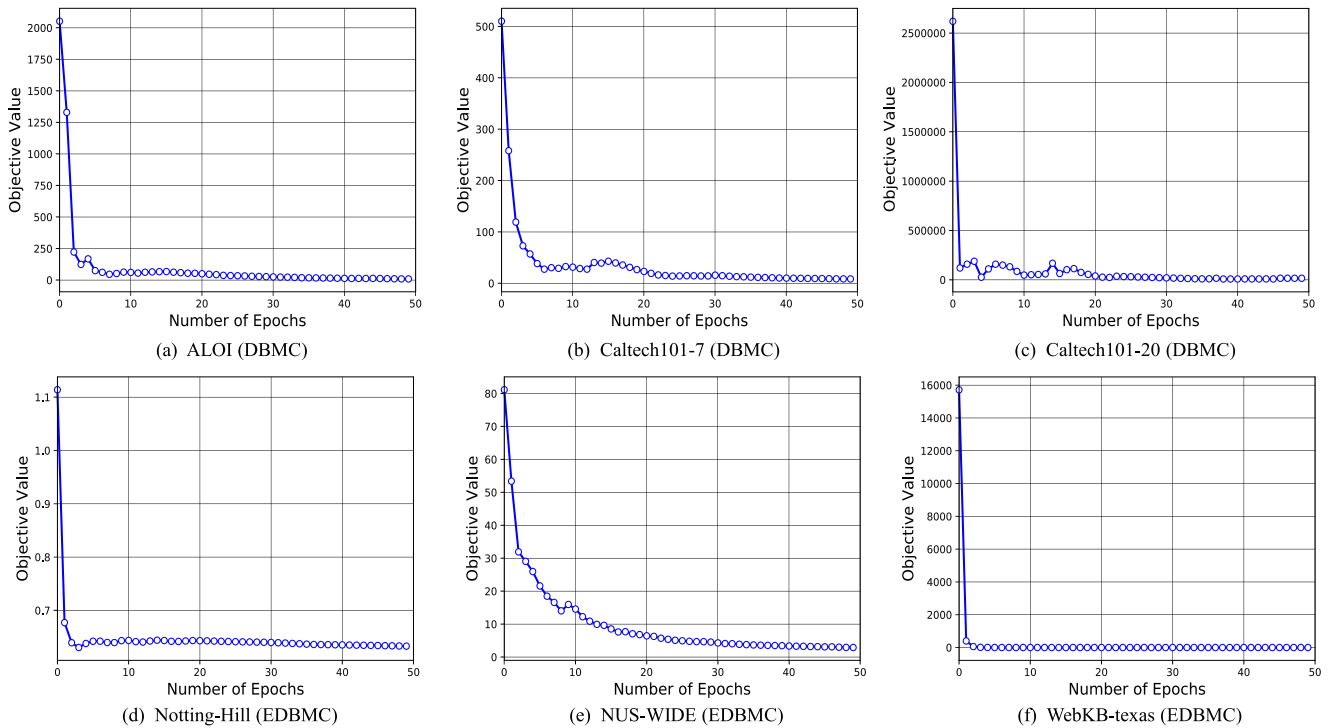 2000
1750
1500
1250
1000
750
500
250
0
Objective Value
0 10 20 30 40 50
Number of Epochs
(a) ALOI (DBMC)
500
400
300
200
100
0
Objective Value
0 10 20 30 40 50
Number of Epochs
(b) Caltech101-7 (DBMC)
2500000
2000000
1500000
1000000
500000
0
Objective Value
0 10 20 30 40 50
Number of Epochs
(c) Caltech101-20 (DBMC)
1.1
1.0
0.9
0.8
0.7
Objective Value
0 10 20 30 40 50
Number of Epochs
(d) Notting-Hill (EDBMC)
80
70
60
50
40
30
20
10
0
Objective Value
0 10 20 30 40 50
Number of Epochs
(e) NUS-WIDE (EDBMC)
16000
14000
12000
10000
8000
6000
4000
2000
0
Objective Value
0 10 20 30 40 50
Number of Epochs
(f) WebKB-texas (EDBMC)